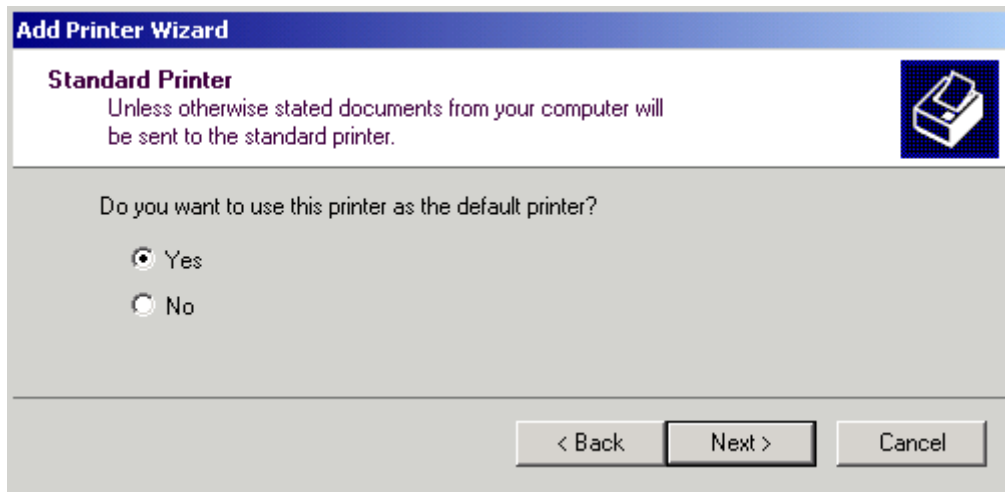 Add Printer Wizard
Standard Printer
Unless otherwise stated documents from your computer will
be sent to the standard printer.
Do you want to use this printer as the default printer?
Yes
No
< Back
Next >
Cancel